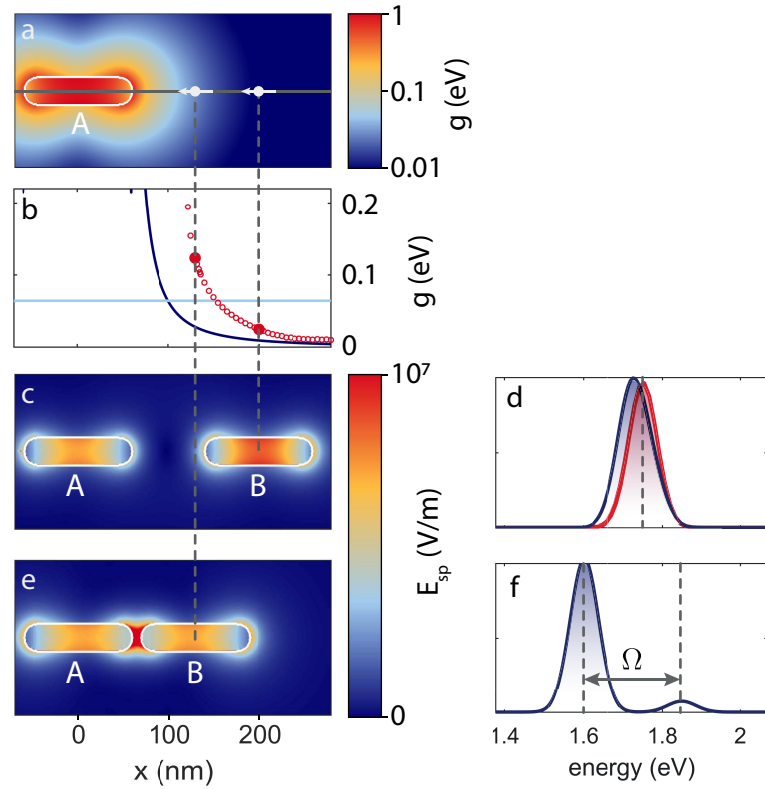 a
A
1
0.1
0.01
g (eV)
b
0.2
0.1
0
g (eV)
c
A
B
10⁷
E_sp (V/m)
0
d
e
A
B
f
Ω
0
100
200
x (nm)
1.4
1.6
1.8
2
energy (eV)